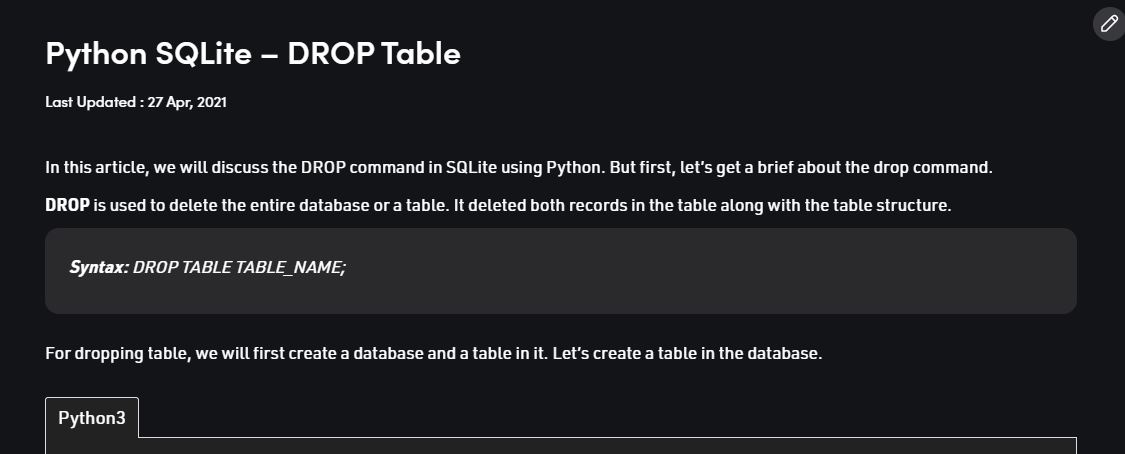 Python SQLite – DROP Table
Last Updated : 27 Apr, 2021
In this article, we will discuss the DROP command in SQLite using Python. But first, let’s get a brief about the drop command.
DROP is used to delete the entire database or a table. It deleted both records in the table along with the table structure.
Syntax: DROP TABLE TABLE_NAME;
For dropping table, we will first create a database and a table in it. Let’s create a table in the database.
Python3